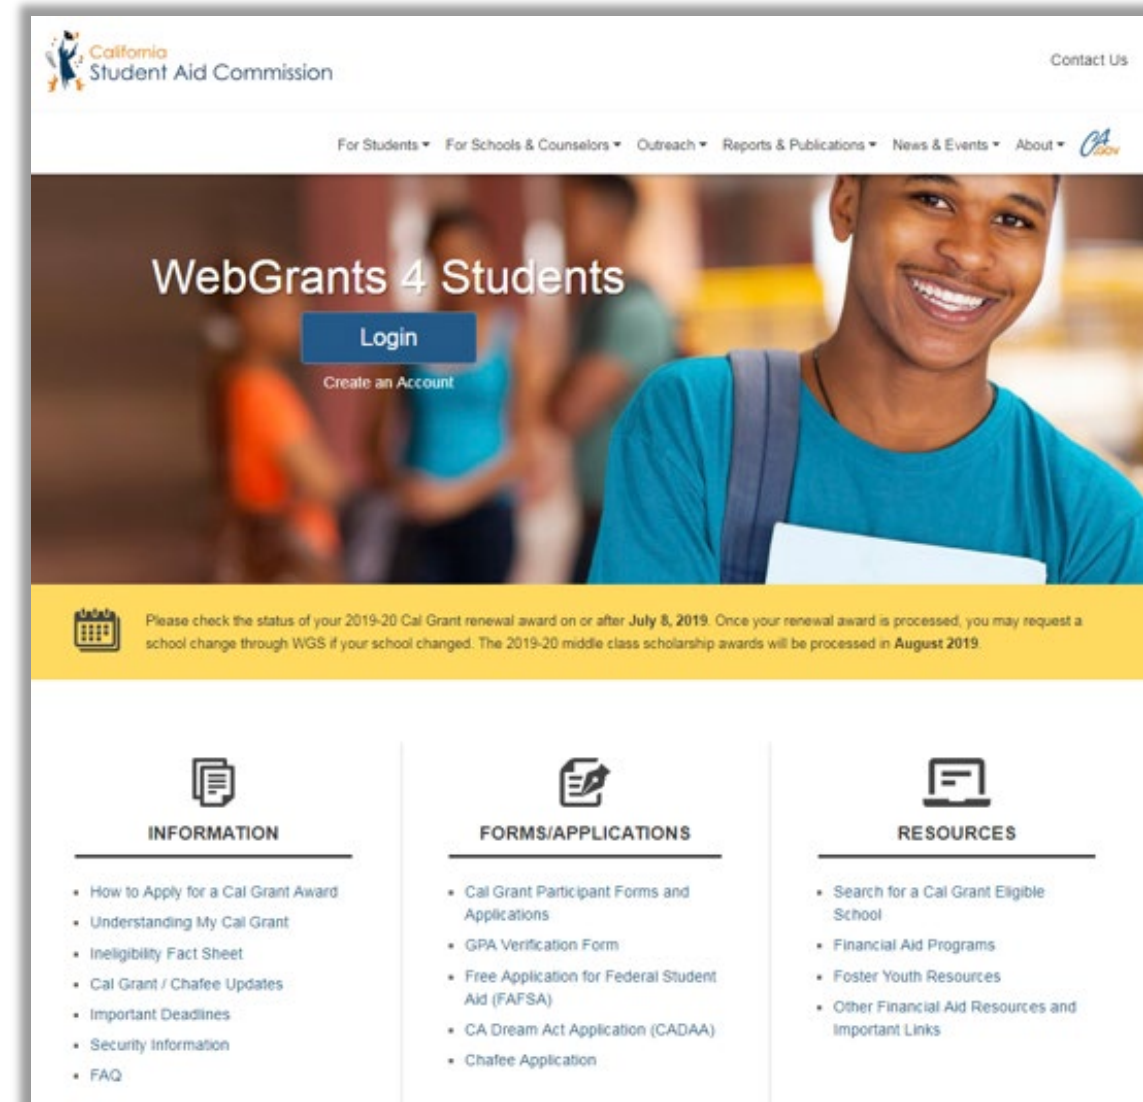 California
Student Aid Commission
Contact Us
For Students For Schools & Counselors Outreach Reports & Publications News & Events About CA.gov
WebGrants 4 Students
Login
Create an Account
Please check the status of your 2019-20 Cal Grant renewal award on or after July 8, 2019. Once your renewal award is processed, you may request a
school change through WGS if your school changed. The 2019-20 middle class scholarship awards will be processed in August 2019.
INFORMATION
How to Apply for a Cal Grant Award
Understanding My Cal Grant
Ineligibility Fact Sheet
Cal Grant / Chafee Updates
Important Deadlines
Security Information
FAQ
FORMS/APPLICATIONS
Cal Grant Participant Forms and
Applications
GPA Verification Form
Free Application for Federal Student
Aid (FAFSA)
CA Dream Act Application (CADAA)
Chafee Application
RESOURCES
Search for a Cal Grant Eligible
School
Financial Aid Programs
Foster Youth Resources
Other Financial Aid Resources and
Important Links